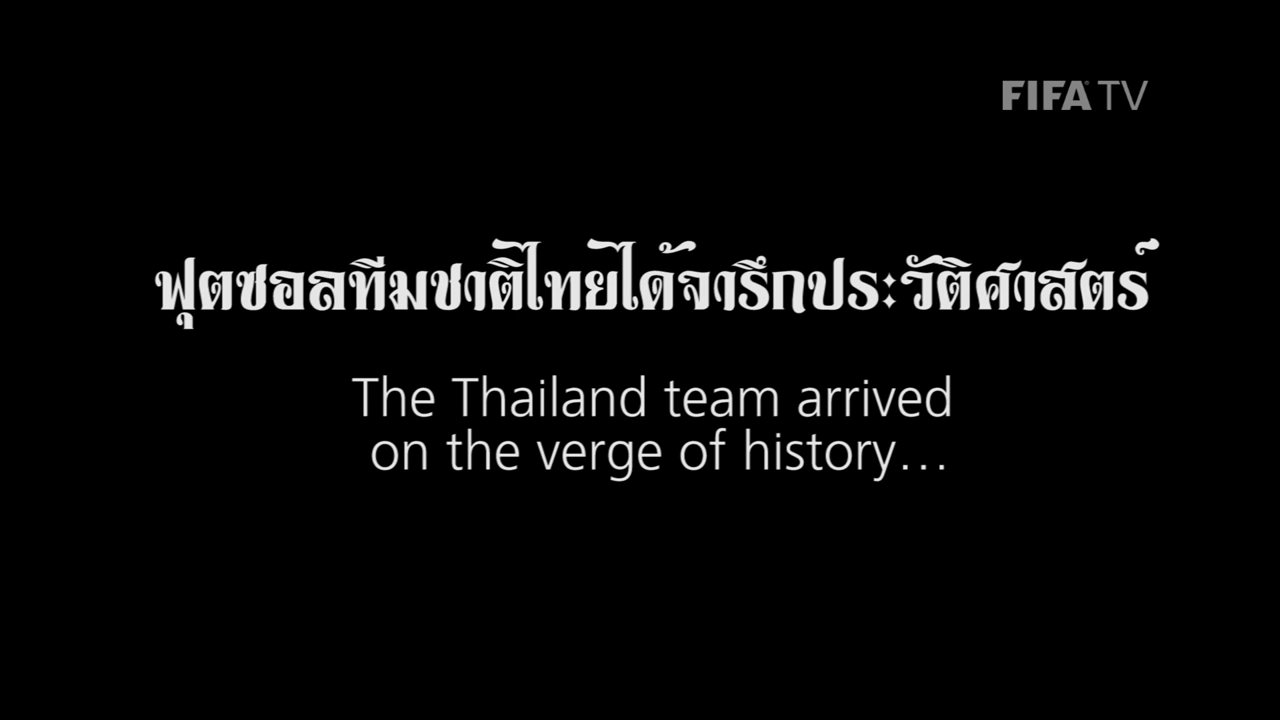 FIFA TV
ฟุตซอลทีมชาติไทยได้จารึกประวัติศาสตร์
The Thailand team arrived
on the verge of history...